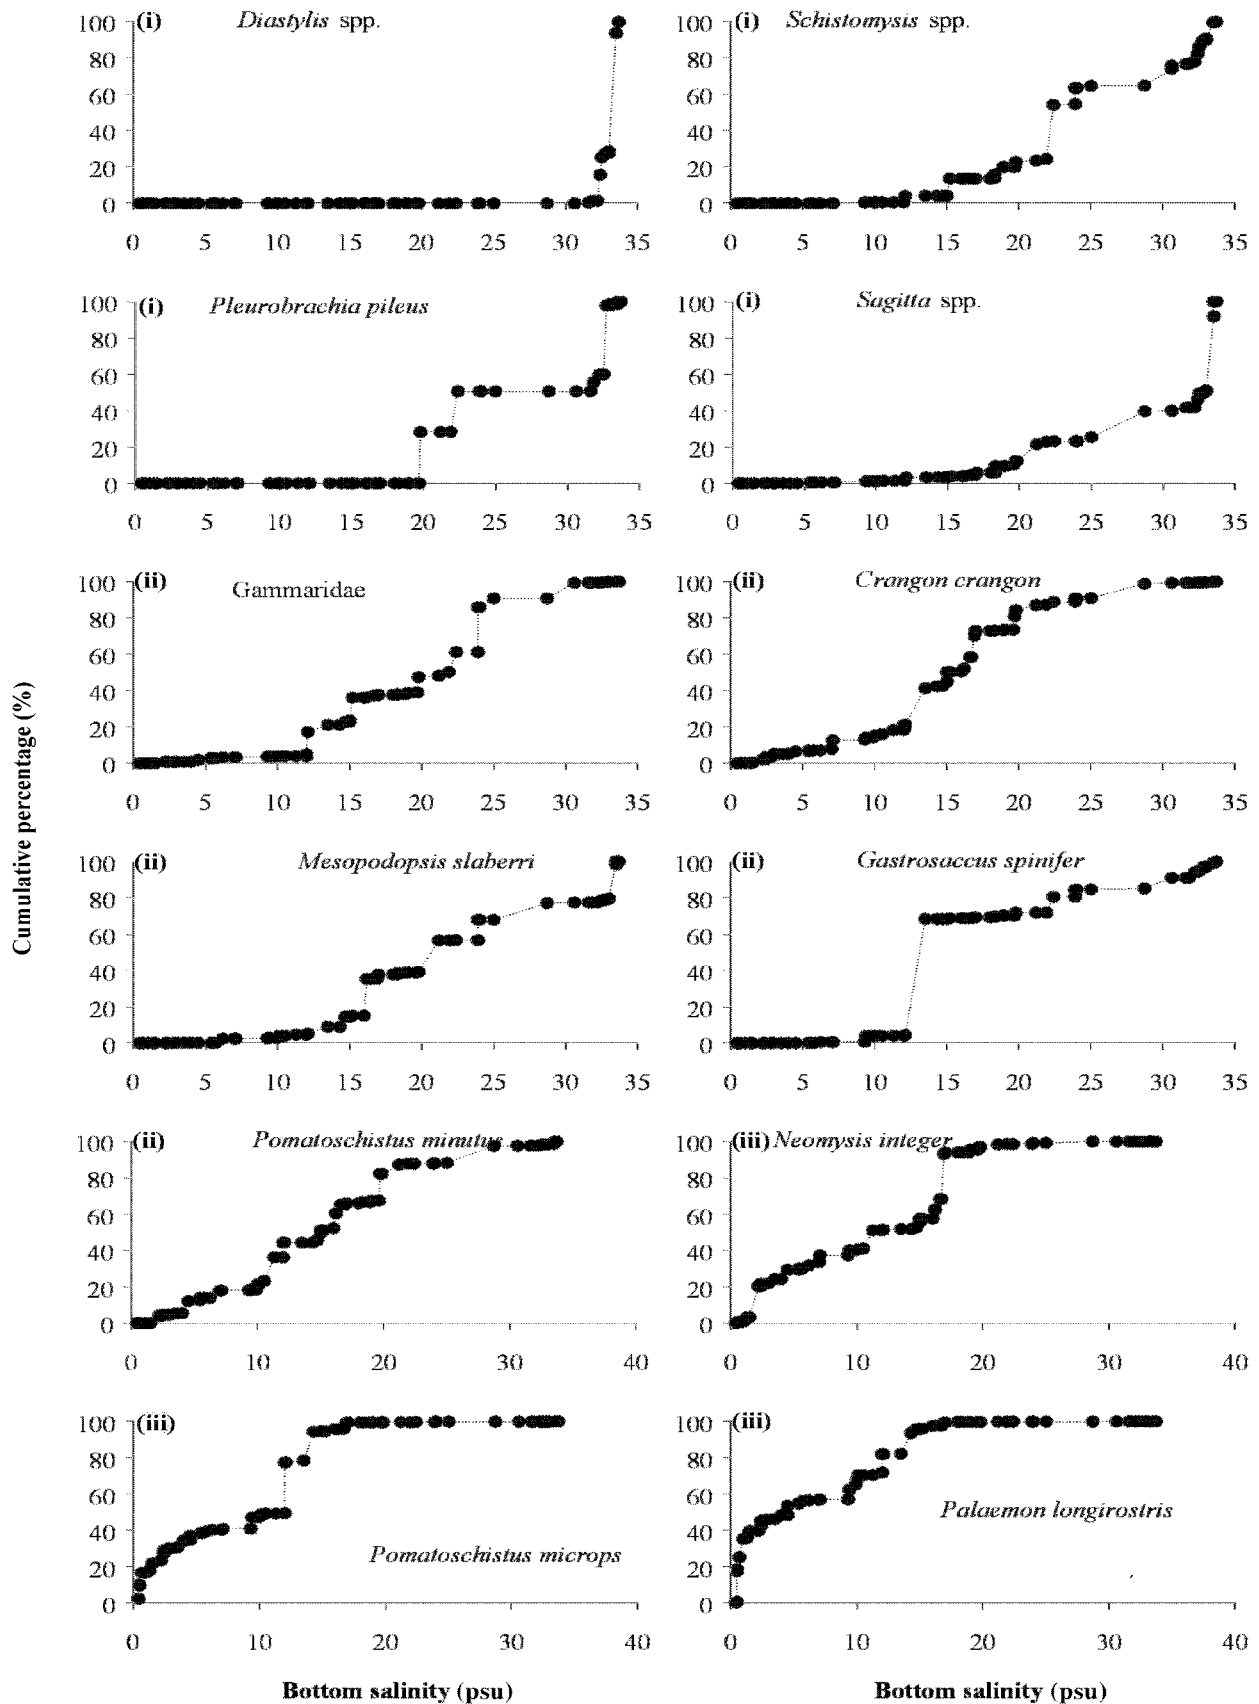 (i) Diastylis spp.
100
80
60
40
20
0
0 5 10 15 20 25 30 35
(i) Schistomysis spp.
100
80
60
40
20
0
0 5 10 15 20 25 30 35
(i) Pleurobrachia pileus
100
80
60
40
20
0
0 5 10 15 20 25 30 35
(i) Sagitta spp.
100
80
60
40
20
0
0 5 10 15 20 25 30 35
(ii) Gammaridae
100
80
60
40
20
0
0 5 10 15 20 25 30 35
(ii) Crangon crangon
100
80
60
40
20
0
0 5 10 15 20 25 30 35
Cumulative percentage (%)
(ii) Mesopodopsis slaberri
100
80
60
40
20
0
0 5 10 15 20 25 30 35
(ii) Gastrosaccus spinifer
100
80
60
40
20
0
0 5 10 15 20 25 30 35
(ii) Pomatoschistus minutus
100
80
60
40
20
0
0 10 20 30 40
(iii) Neomysis integer
100
80
60
40
20
0
0 10 20 30 40
(iii)
100
80
60
40
20
0
Pomatoschistus microps
0 10 20 30 40
Bottom salinity (psu)
(iii)
100
80
60
40
20
0
Palaemon longirostris
0 10 20 30 40
Bottom salinity (psu)